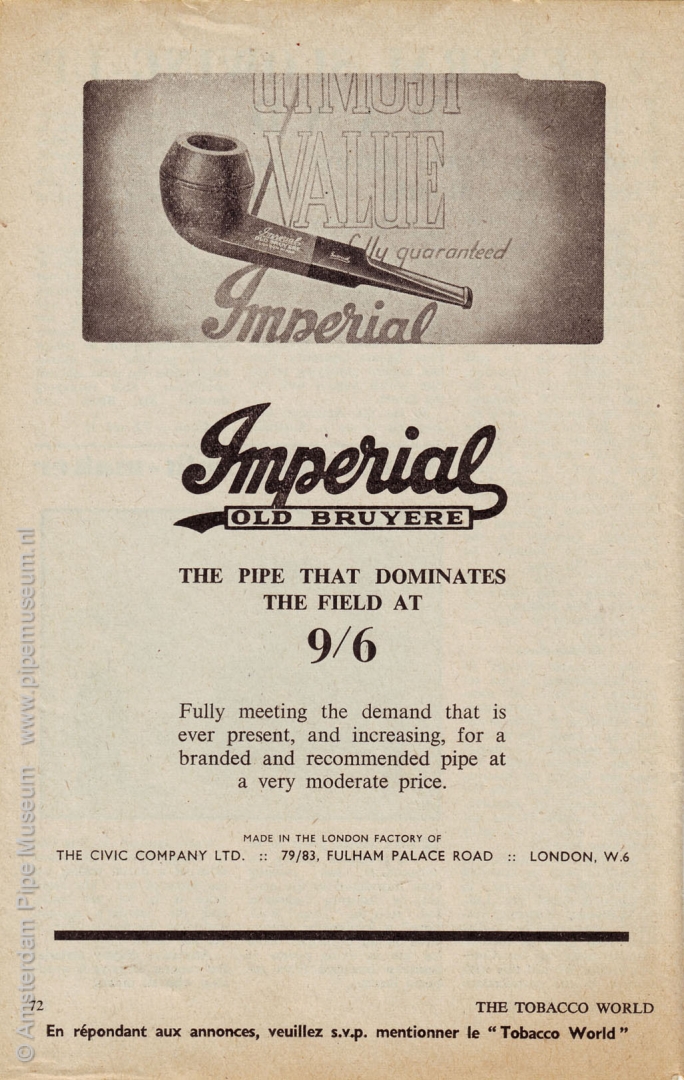 UTMOST
VALUE
fully guaranteed
Imperial
OLD BRUYERE
Imperial
Imperial
OLD BRUYERE
THE PIPE THAT DOMINATES
THE FIELD AT
9/6
Fully meeting the demand that is
ever present, and increasing, for a
branded and recommended pipe at
a very moderate price.
MADE IN THE LONDON FACTORY OF
THE CIVIC COMPANY LTD. :: 79/83, FULHAM PALACE ROAD :: LONDON, W.6
72
THE TOBACCO WORLD
En répondant aux annonces, veuillez s.v.p. mentionner le "Tobacco World"
© Amsterdam Pipe Museum www.pipemuseum.nl